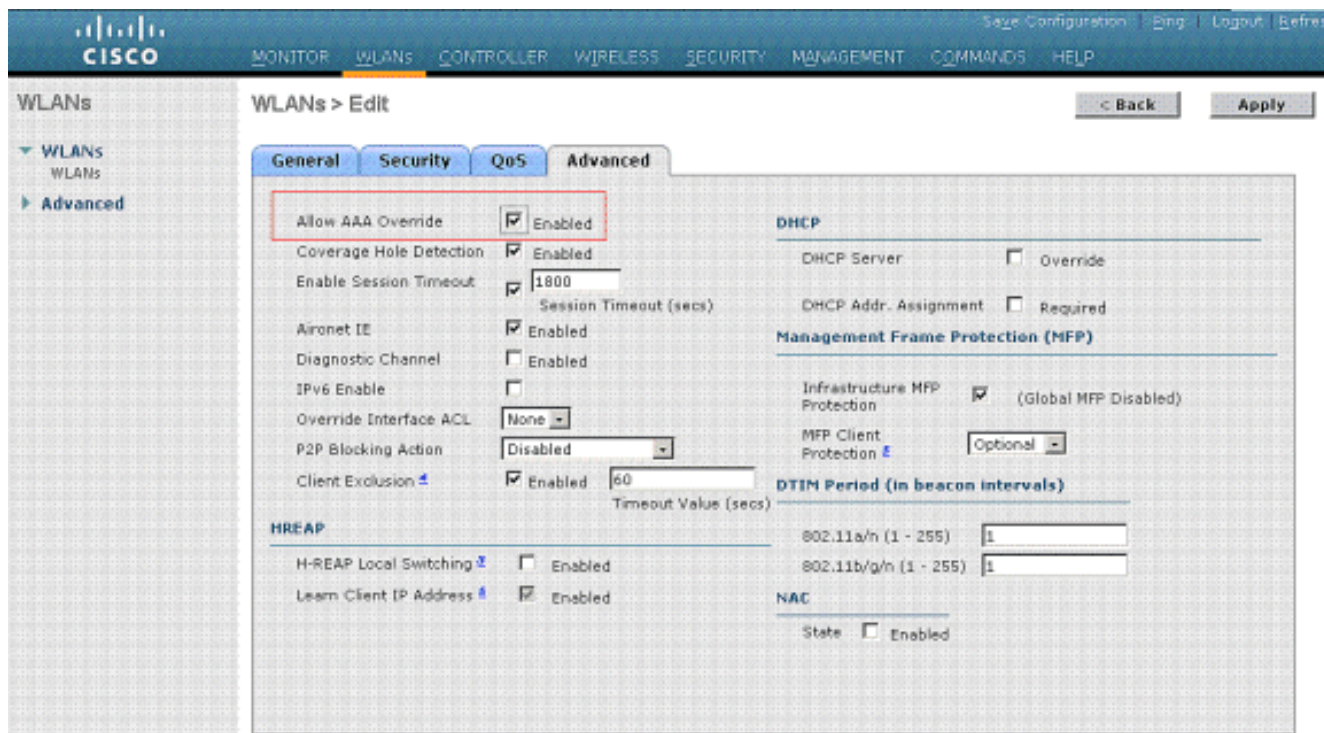 Save Configuration | Ping | Logout | Refres
CISCO
MONITOR WLANs CONTROLLER WIRELESS SECURITY MANAGEMENT COMMANDS HELP
WLANs
WLANs > Edit
< Back
Apply
WLANs
WLANs
Advanced
General
Security
QoS
Advanced
Allow AAA Override Enabled
Coverage Hole Detection Enabled
Enable Session Timeout 1800
Session Timeout (secs)
Aironet IE Enabled
Diagnostic Channel Enabled
IPv6 Enable
Override Interface ACL None
P2P Blocking Action Disabled
Client Exclusion 4 Enabled 60
Timeout Value (secs)
HREAP
H-REAP Local Switching Enabled
Learn Client IP Address Enabled
DHCP
DHCP Server Override
DHCP Addr. Assignment Required
Management Frame Protection (MFP)
Infrastructure MFP
Protection (Global MFP Disabled)
MFP Client
Protection Optional
DTIM Period (in beacon intervals)
802.11a/n (1 - 255) 1
802.11b/g/n (1 - 255) 1
NAC
State Enabled